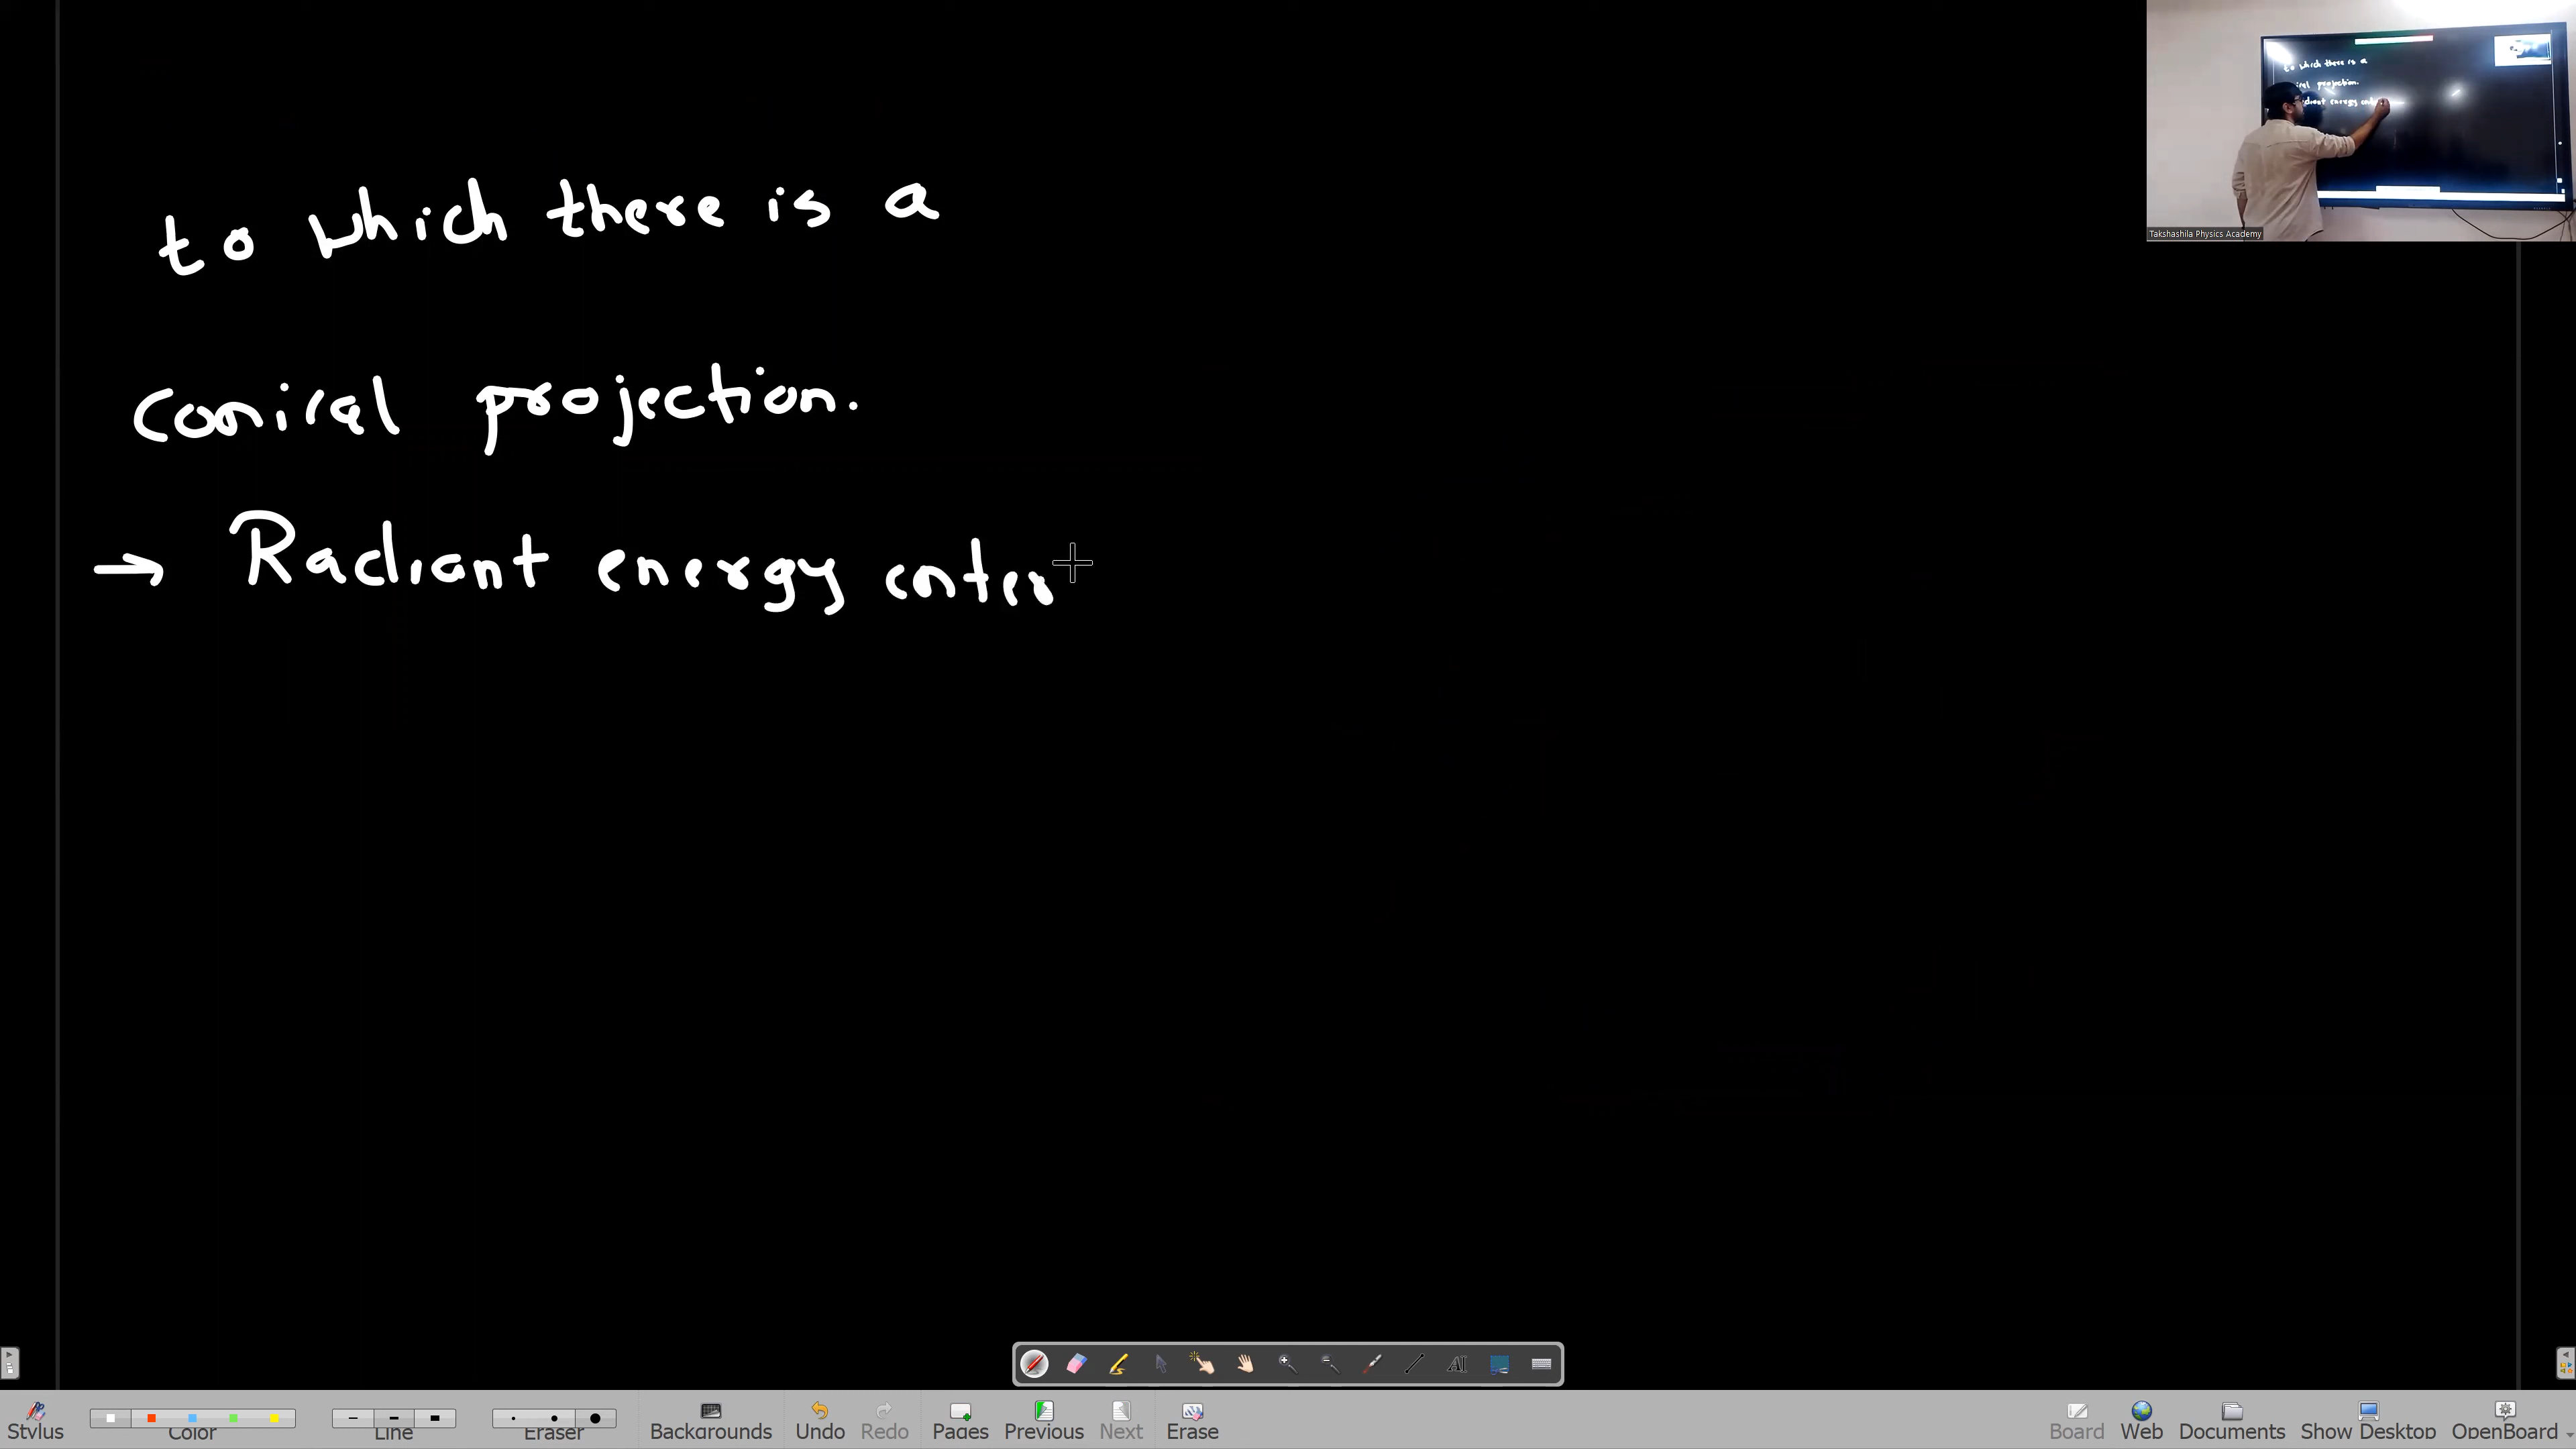 to which there is a
conical projection.
→ Radiant energy enter
Takshashila Physics Academy
Stylus
Color
Line
Eraser
Backgrounds
Undo
Redo
Pages
Previous
Next
Erase
Board
Web
Documents
Show Desktop
OpenBoard